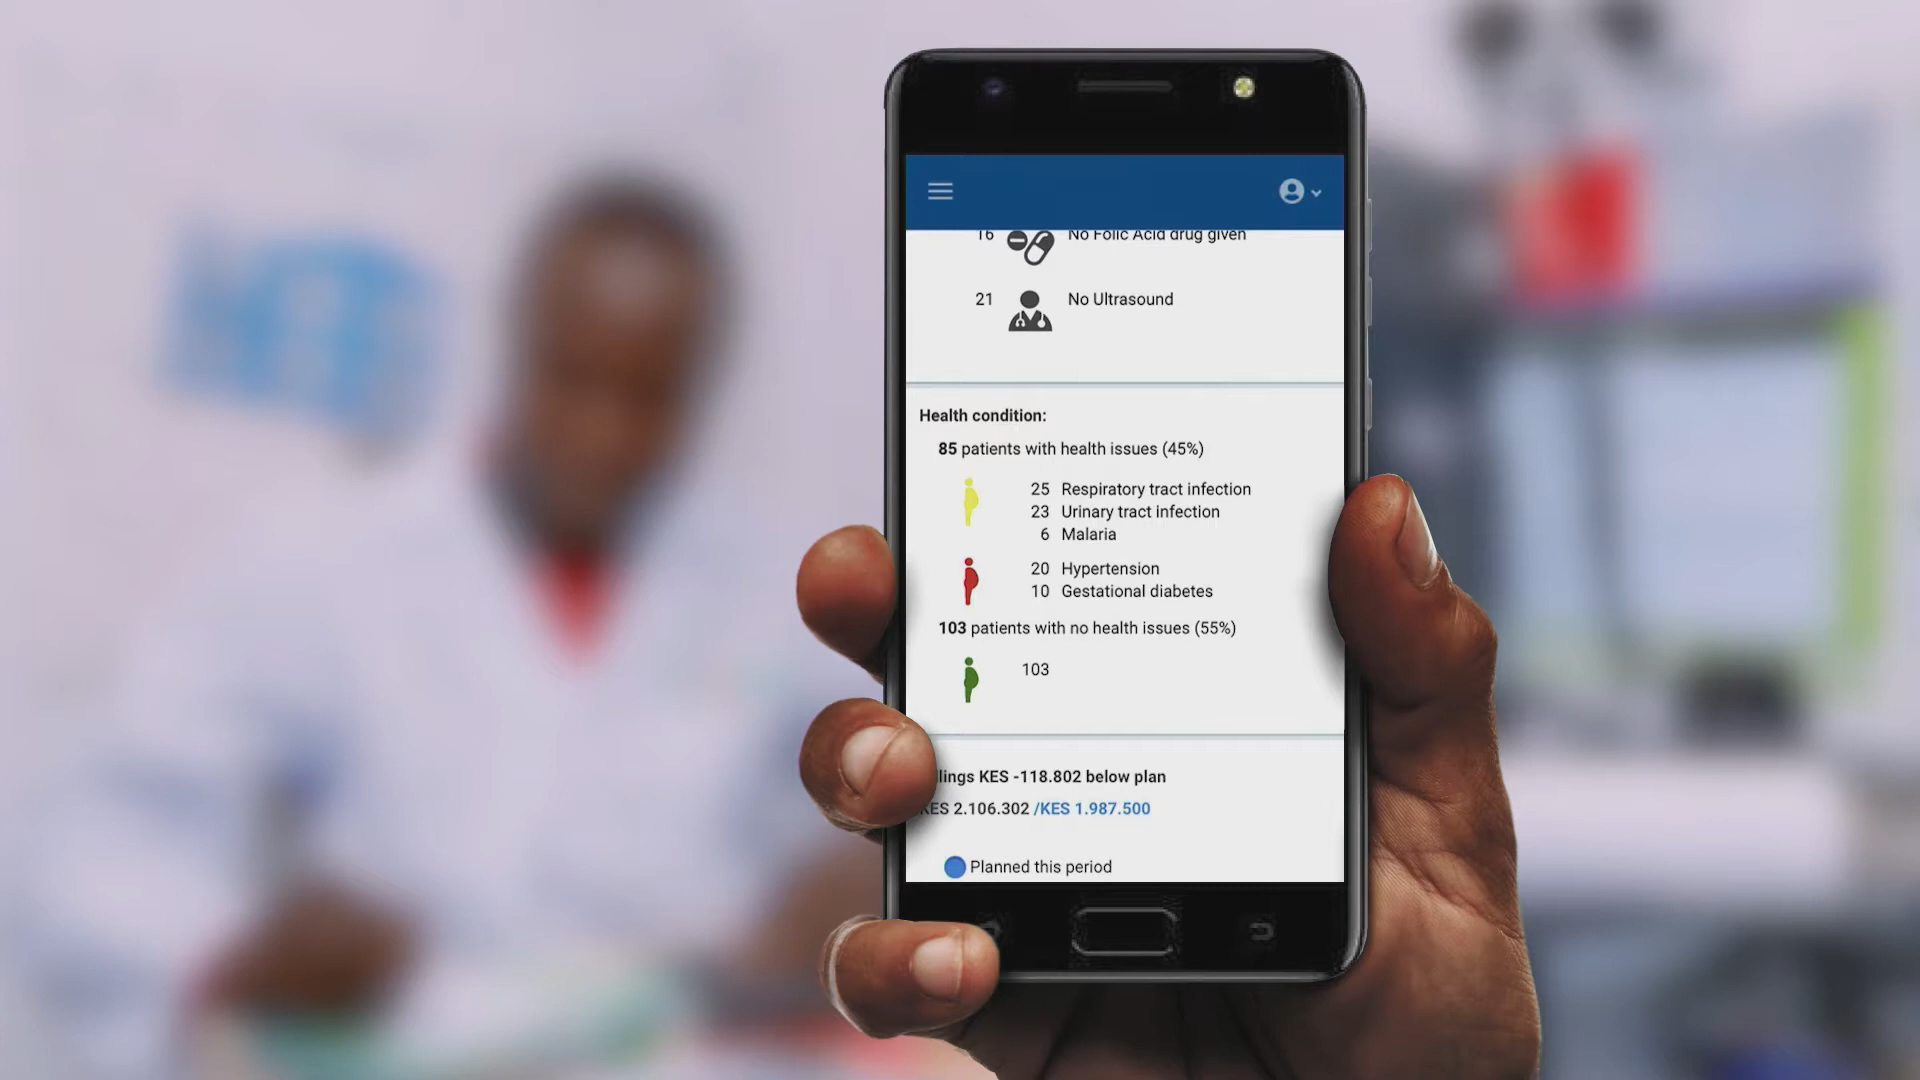 16 No Folic Acid drug given
21 No Ultrasound
Health condition:
85 patients with health issues (45%)
25 Respiratory tract infection
23 Urinary tract infection
6 Malaria
20 Hypertension
10 Gestational diabetes
103 patients with no health issues (55%)
103
lings KES -118.802 below plan
KES 2.106.302 /KES 1.987.500
Planned this period